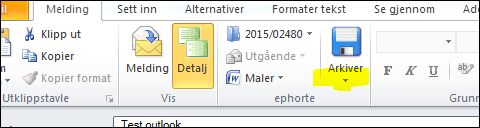 Melding Sett inn Alternativer Formater tekst Se gjennom Adob
Klipp ut
Kopier
Kopier format
Utklippstavle
Melding
Detalj
Vis
2015/02480
Utgående
Maler
ephorte
Arkiver
F K U
Grunn
Test outlook